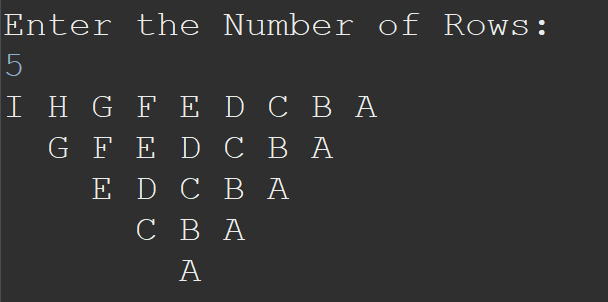 Enter the Number of Rows:
5
I H G F E D C B A
G F E D C B A
E D C B A
C B A
A